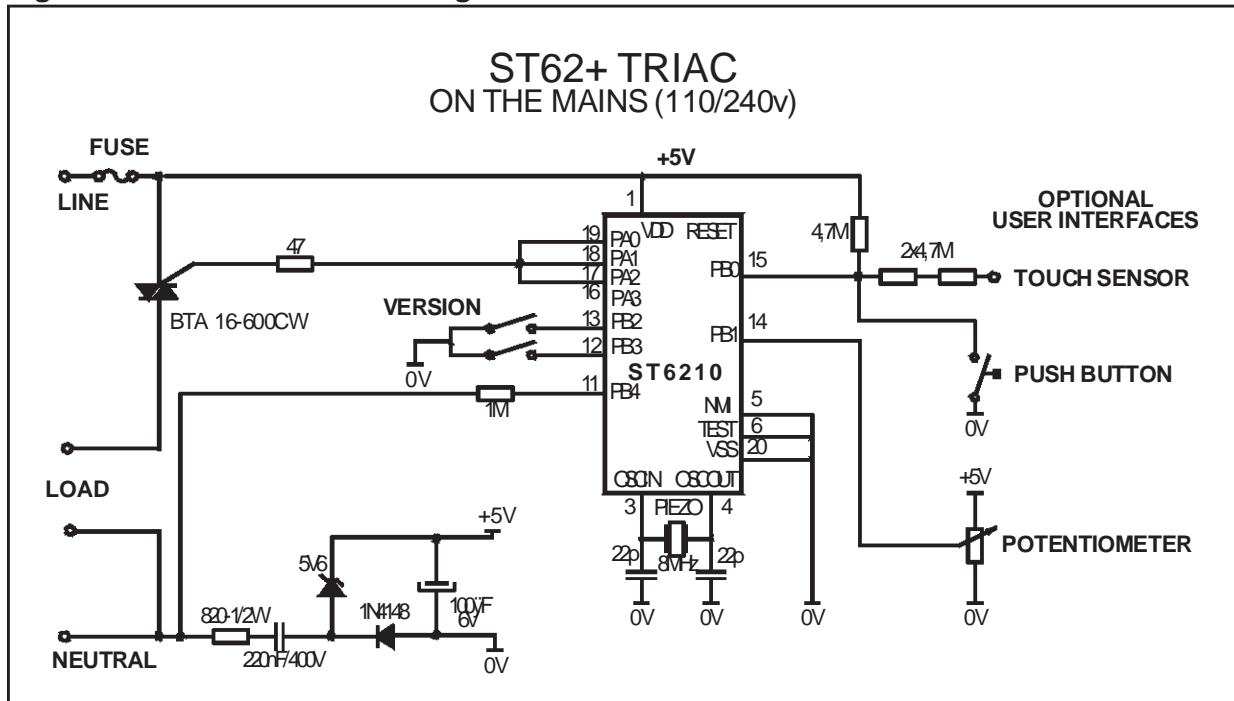 ST62+ TRIAC
ON THE MAINS (110/240v)
FUSE
LINE
+5V
OPTIONAL
USER INTERFACES
1
VDD RESET
19 PA0
18 PA1
17 PA2
16 PA3
47
BTA 16-600CW
VERSION
13 PB2
12 PB3
0V
ST6210
11 PB4
1M
PB0 15
4,7M
2x4,7M
TOUCH SENSOR
PB1 14
PUSH BUTTON
0V
NMI 5
TEST 6
VSS 20
OSCIN OSCOUT
3 PIEZO 4
22p 8MHz 22p
0V 0V 0V
+5V
POTENTIOMETER
0V
LOAD
+5V
5V6
1N4148
100ÿF
6V
820-1/2W
220nF/400V
0V
NEUTRAL